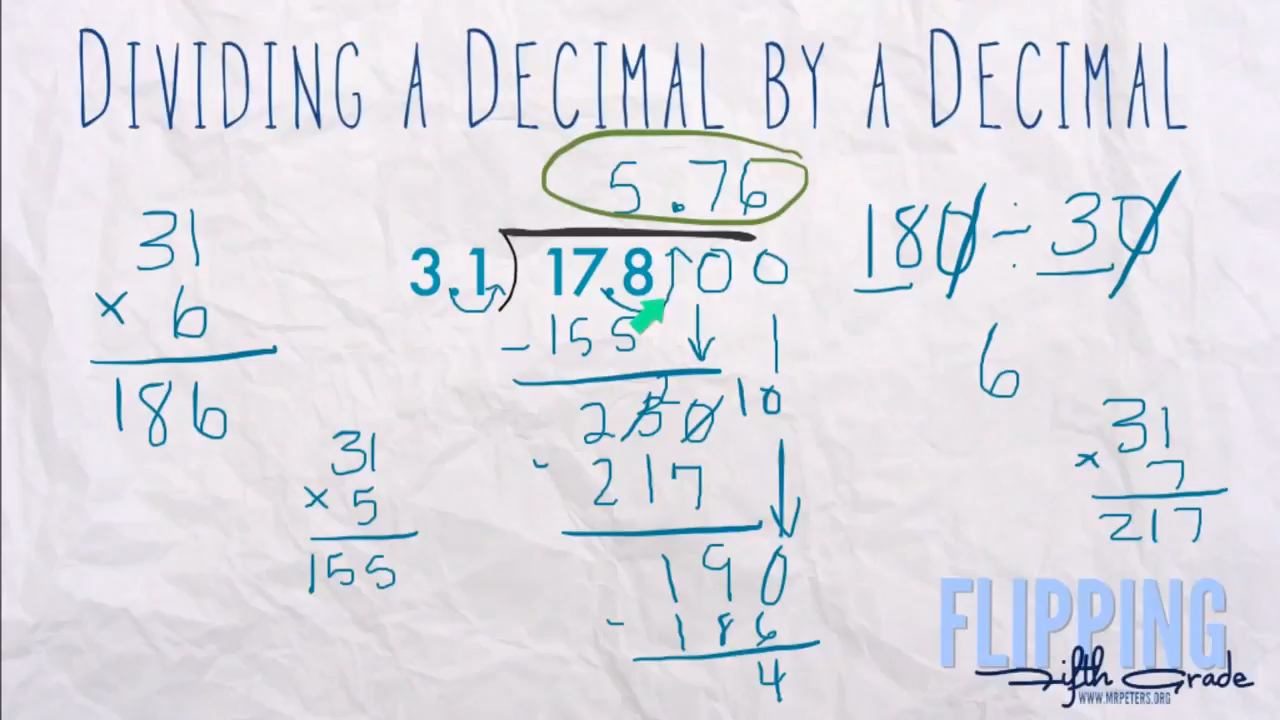 DIVIDING A DECIMAL BY A DECIMAL
5.76
3.1 17.8 0 0
- 155 1
2 10
250
- 217
190
- 186
4
31
× 6
186
31
× 5
155
180 ÷ 30
6
31
× 7
217
FLIPPING
Fifth Grade
WWW.MRPETERS.ORG